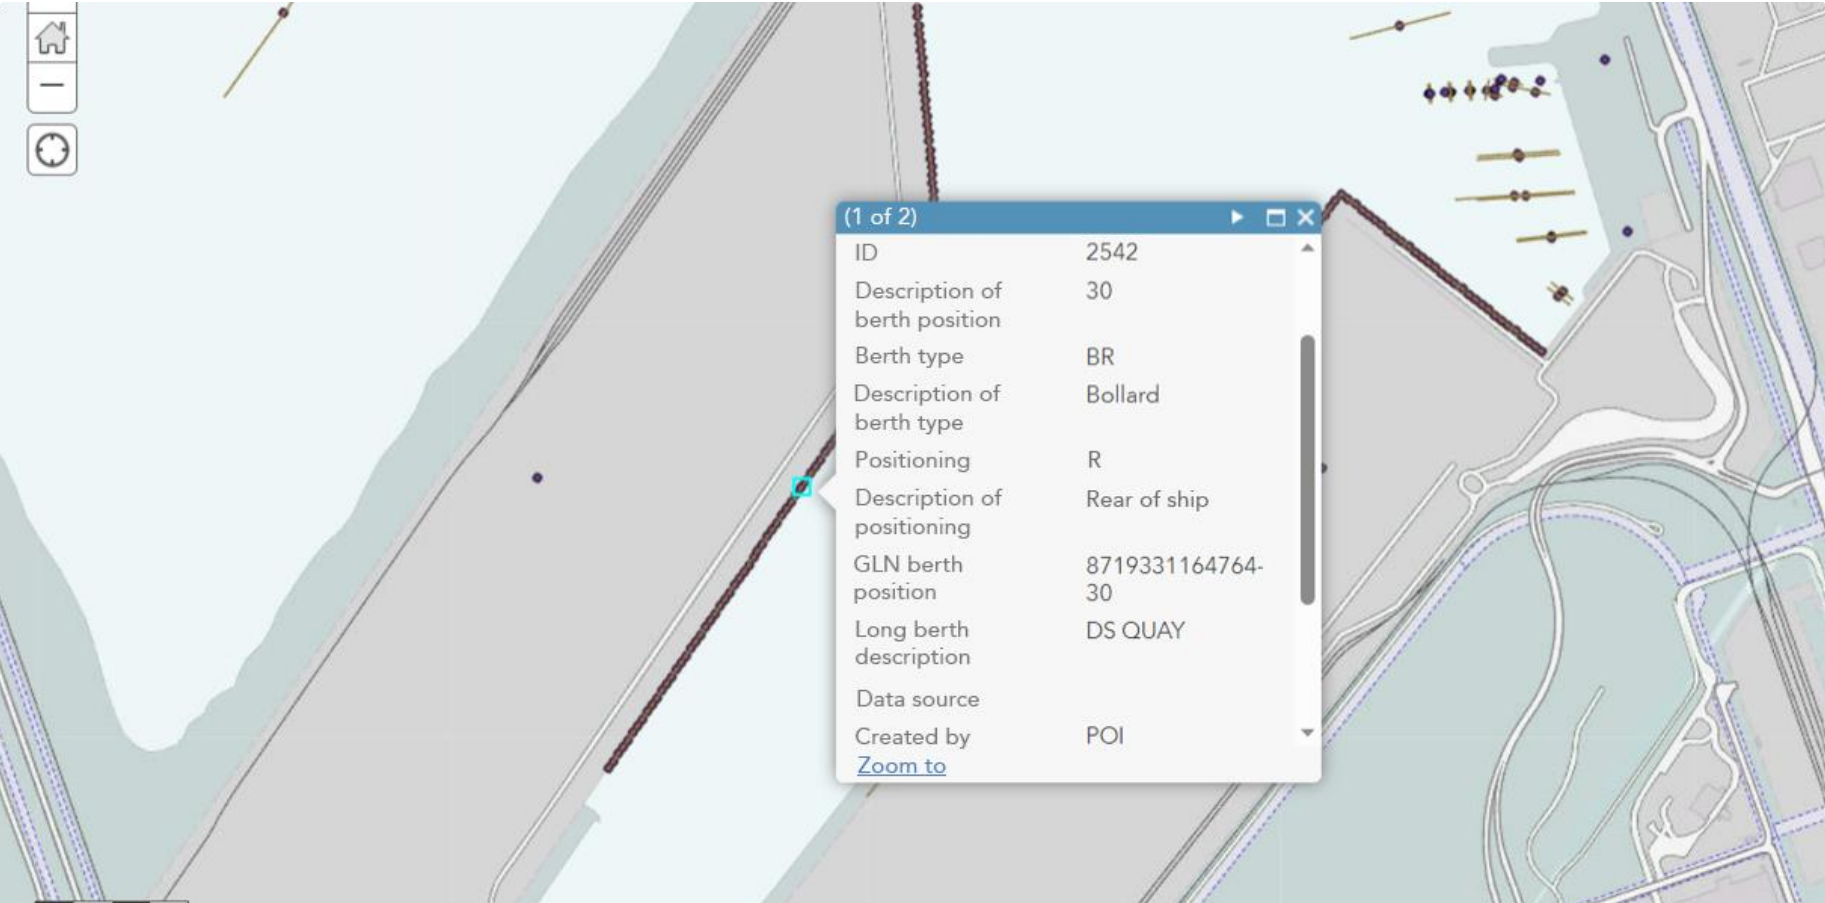 (1 of 2)
ID 2542
Description of 30
berth position
Berth type BR
Description of Bollard
berth type
Positioning R
Description of Rear of ship
positioning
GLN berth 8719331164764-
position 30
Long berth DS QUAY
description
Data source
Created by POI
Zoom to